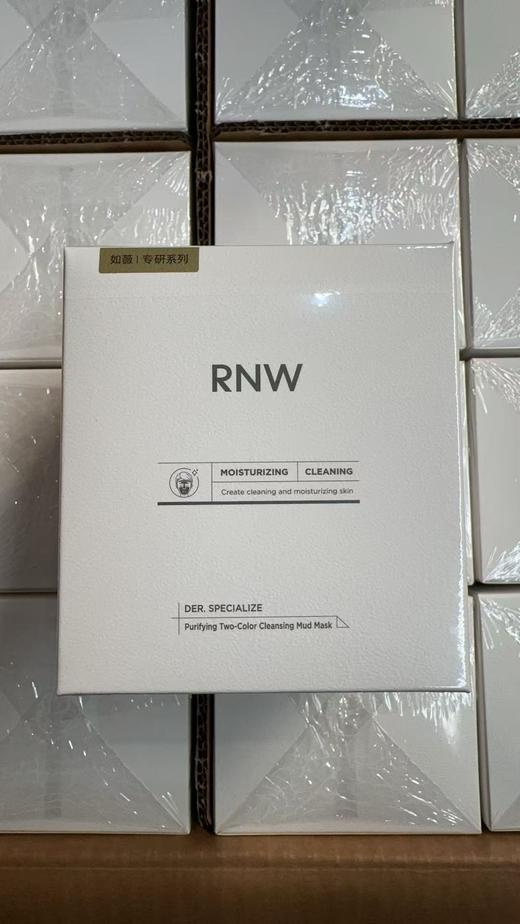 如薇 | 专研系列
RNW
MOISTURIZING CLEANING
Create cleaning and moisturizing skin
DER. SPECIALIZE
Purifying Two-Color Cleansing Mud Mask